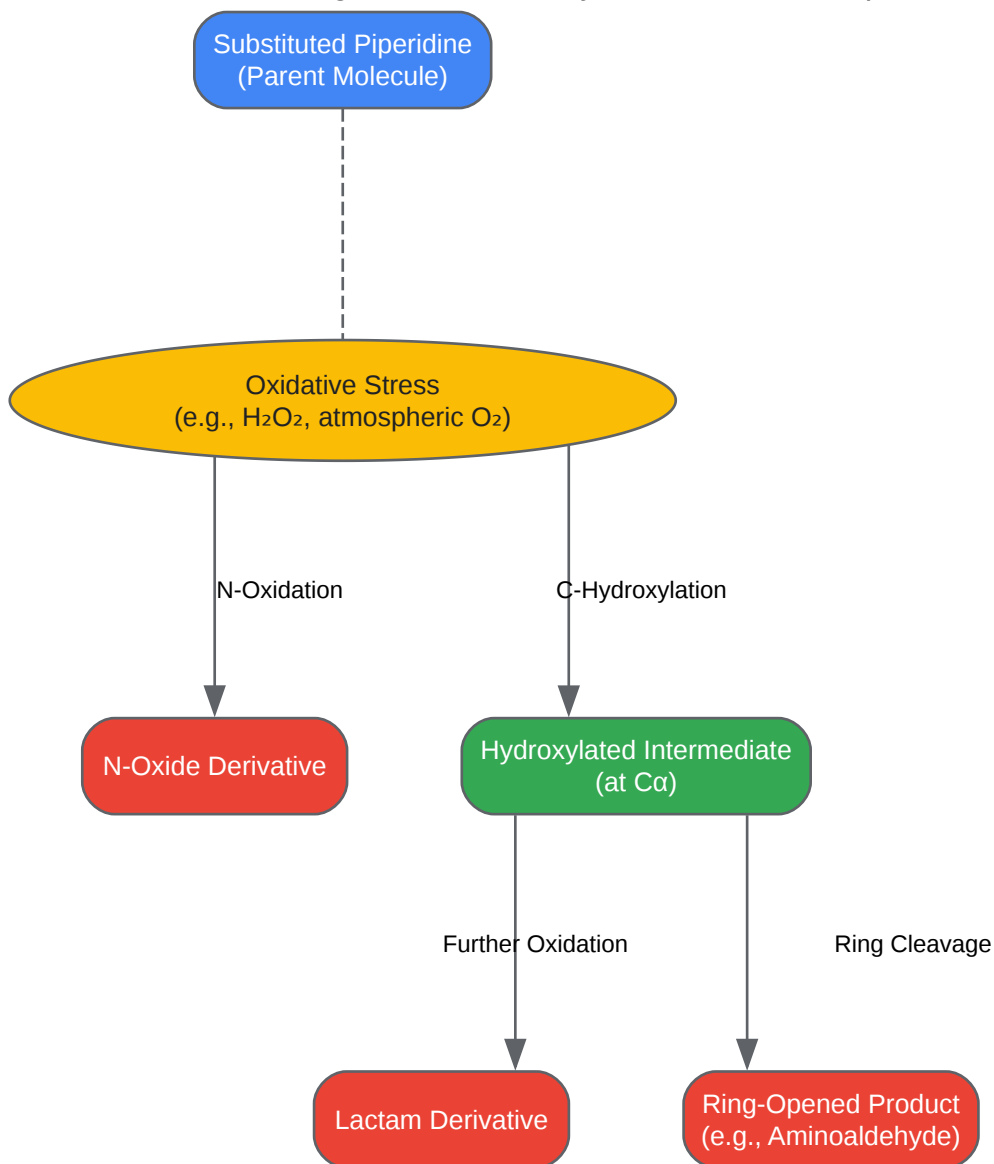 Substituted Piperidine
(Parent Molecule)
Oxidative Stress
(e.g., H₂O₂, atmospheric O₂)
N-Oxidation
C-Hydroxylation
N-Oxide Derivative
Hydroxylated Intermediate
(at Cα)
Further Oxidation
Ring Cleavage
Lactam Derivative
Ring-Opened Product
(e.g., Aminoaldehyde)